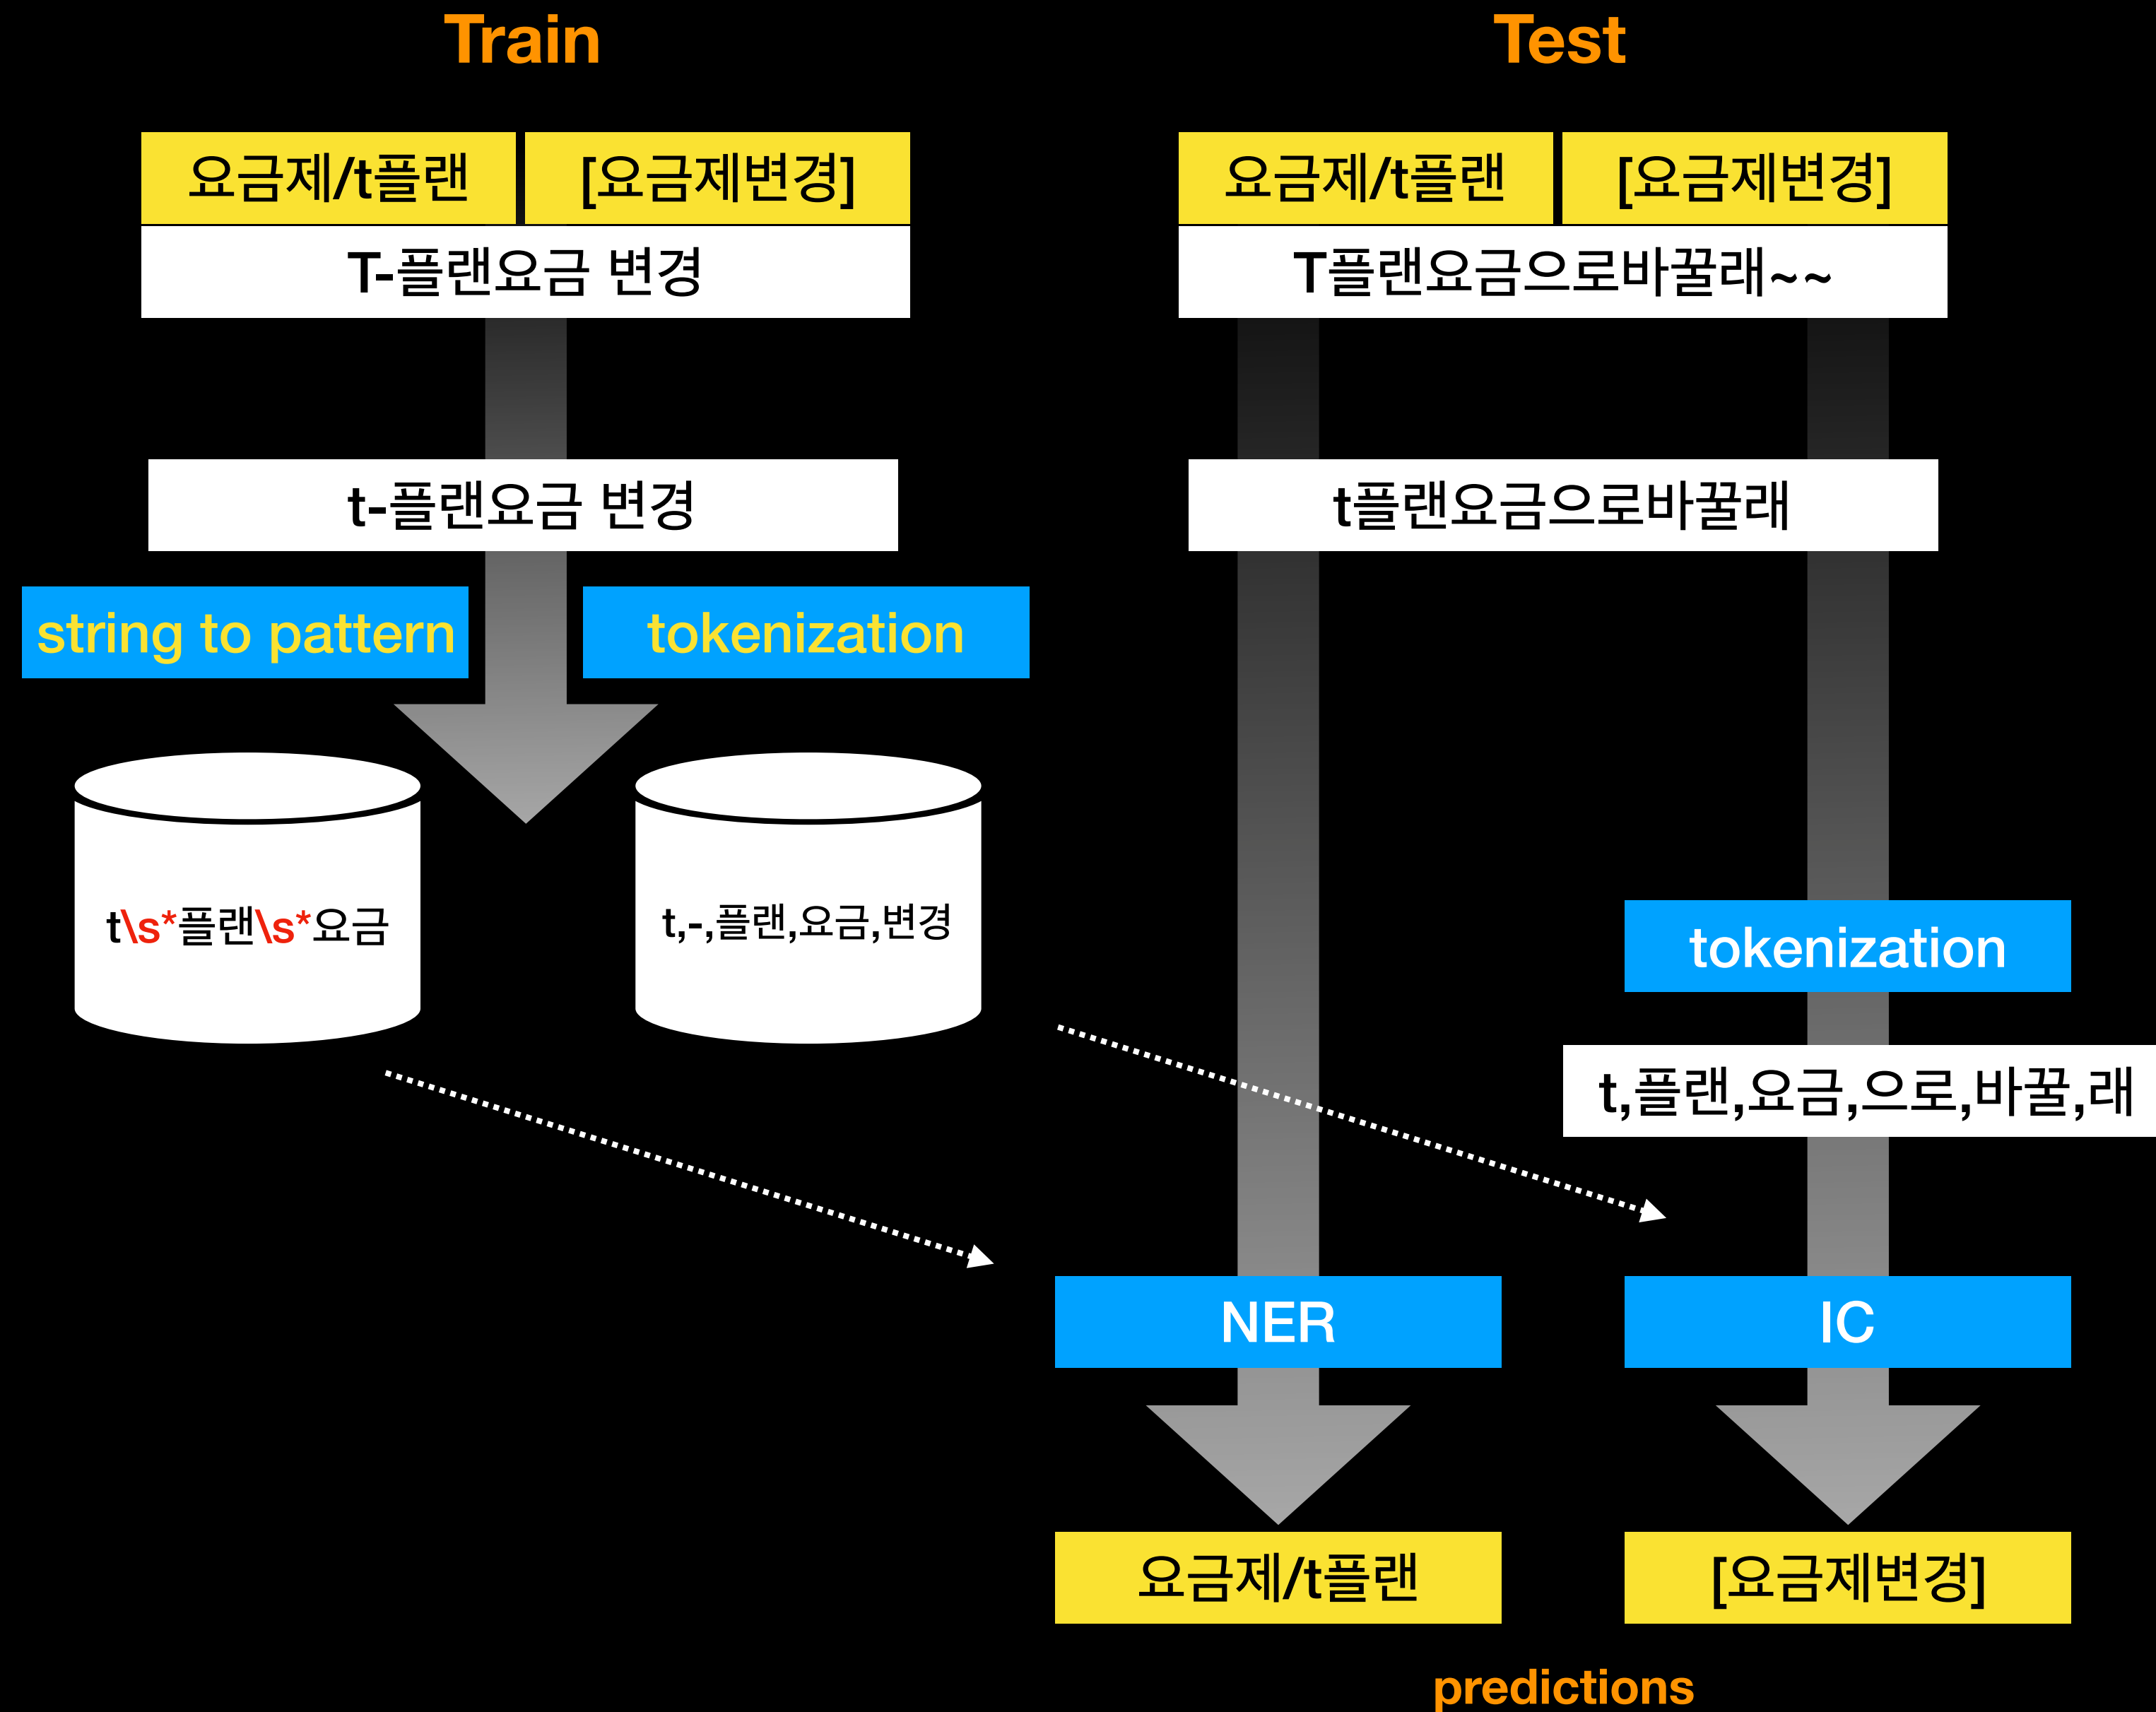 Train
Test
요금제/t플랜
[요금제변경]
요금제/t플랜
[요금제변경]
T-플랜요금 변경
T플랜요금으로바꿀래~~
t-플랜요금 변경
t플랜요금으로바꿀래
string to pattern
tokenization
t\s*플랜\s*요금
t,-,플랜,요금,변경
tokenization
t,플랜,요금,으로,바꿀,래
NER
IC
요금제/t플랜
[요금제변경]
predictions